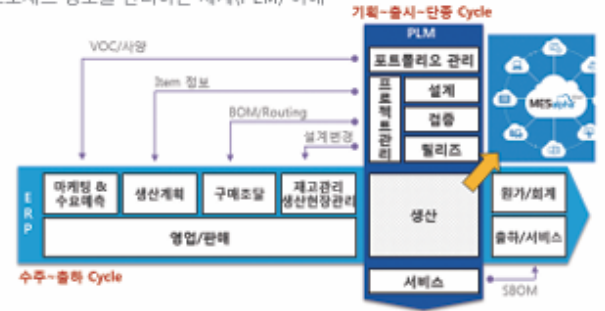 기획~출시~단종 Cycle
PLM
VOC/사양
포트폴리오 관리
Item 정보
프로젝트관리
설계
BOM/Routing
검증
설계변경
릴리즈
MES
ERP
마케팅 &
수요예측
생산계획
구매조달
재고관리
생산현장관리
생산
원가/회계
영업/판매
출하/서비스
수주~출하 Cycle
서비스
SBOM